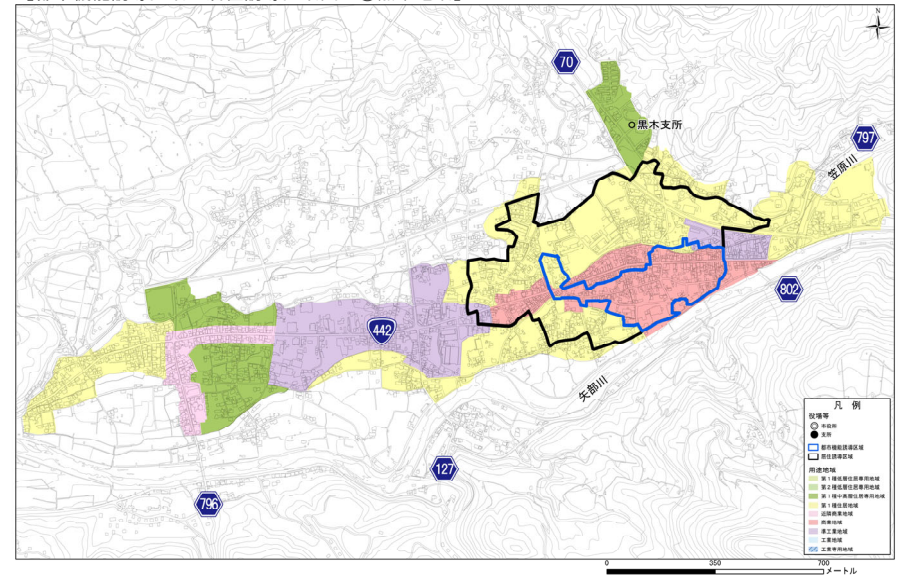 N
70
黒木支所
797
笠原川
802
442
矢部川
127
796
凡 例
役場等
市役所
支所
都市機能誘導区域
居住誘導区域
用途地域
第1種低層住居専用地域
第2種低層住居専用地域
第1種中高層住居専用地域
第1種住居地域
近隣商業地域
商業地域
準工業地域
工業地域
工業専用地域
0 350 700
メートル